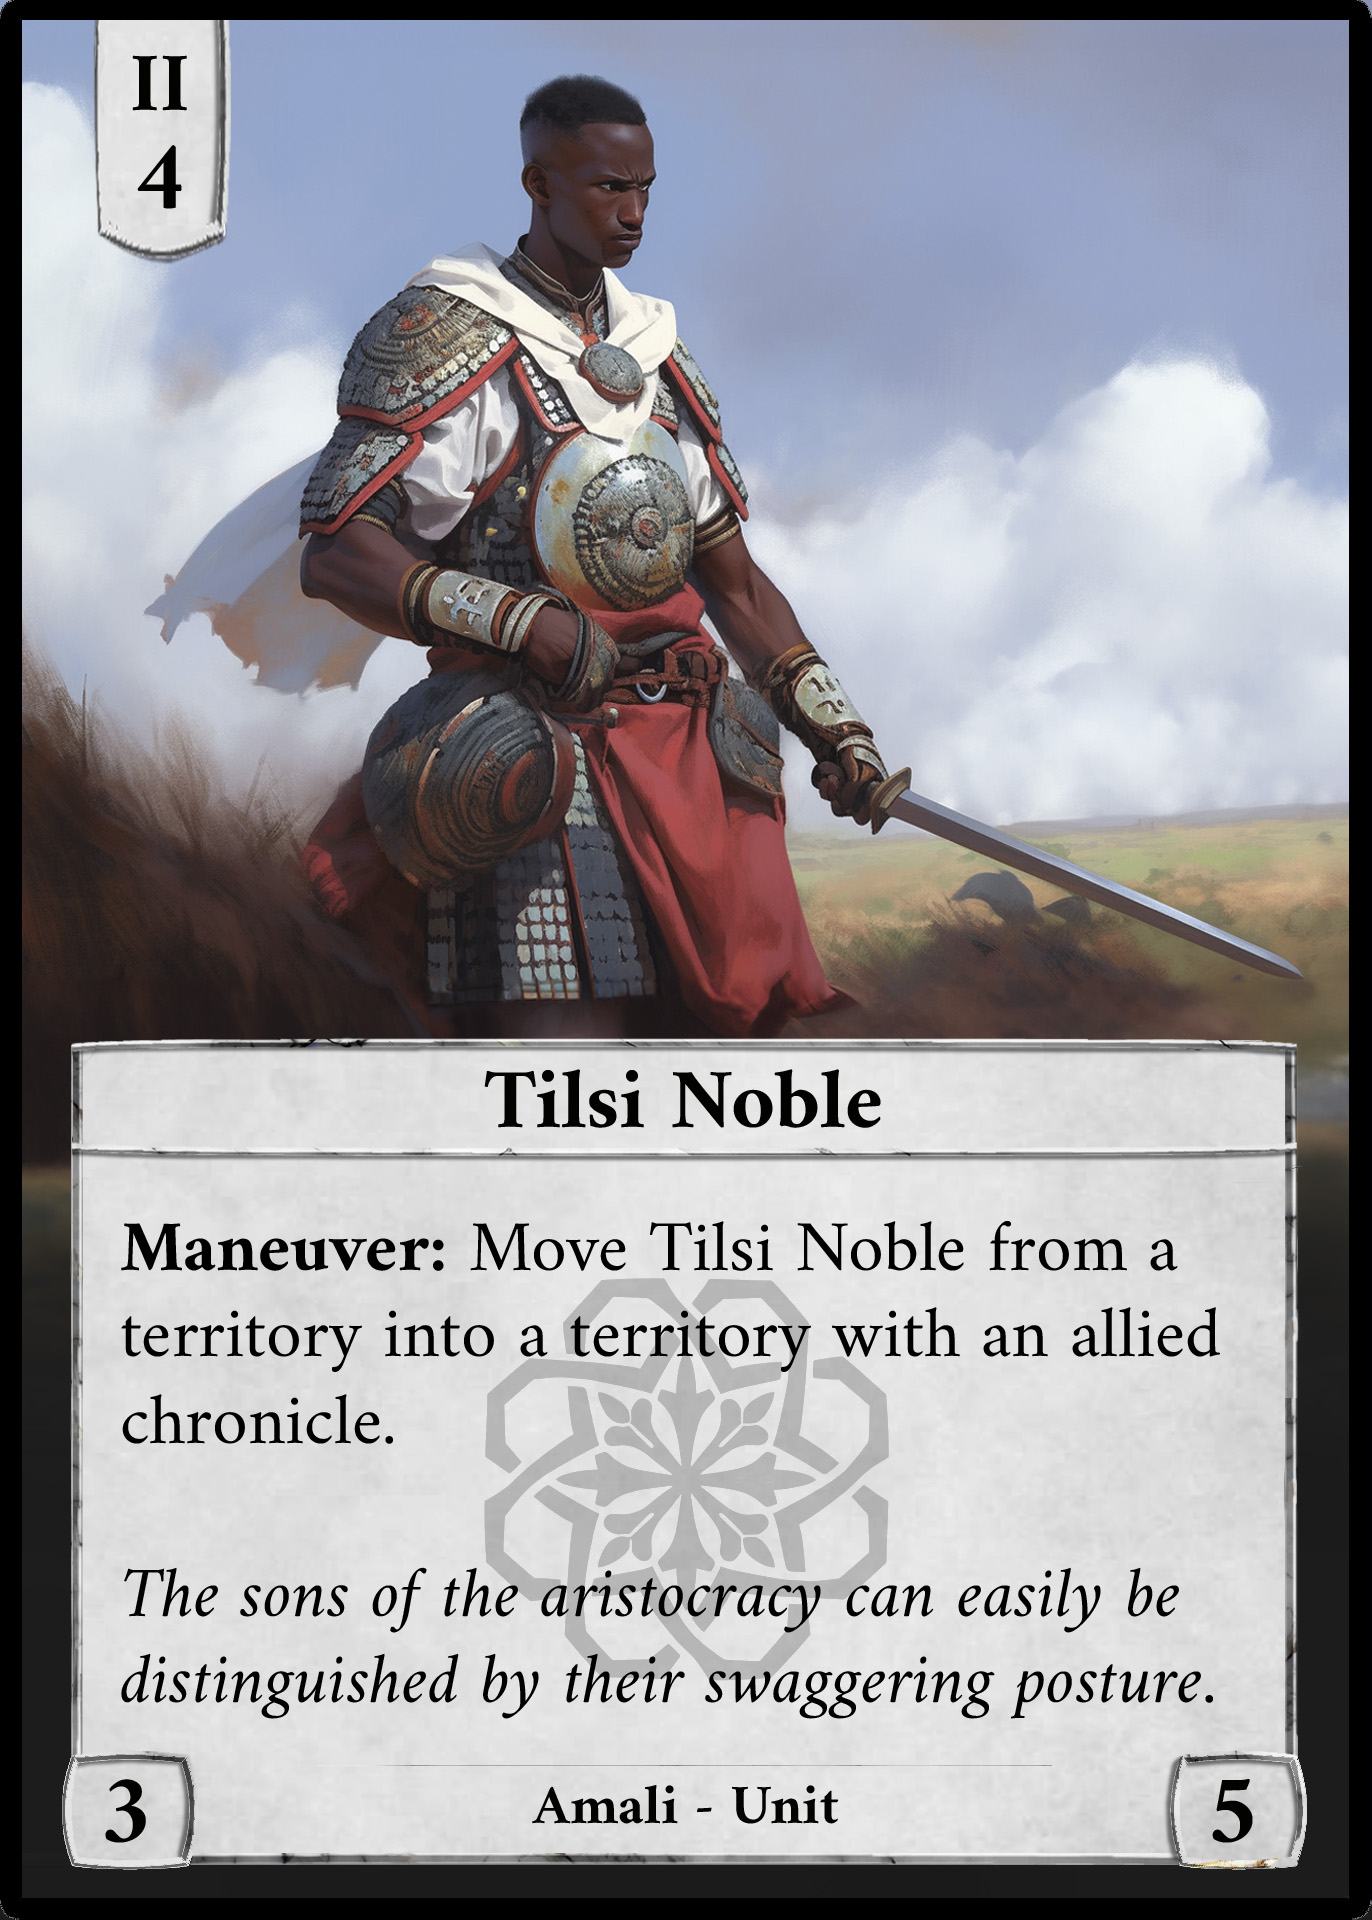 II
4
Tilsi Noble
Maneuver: Move Tilsi Noble from a
territory into a territory with an allied
chronicle.
The sons of the aristocracy can easily be
distinguished by their swaggering posture.
3
Amali - Unit
5